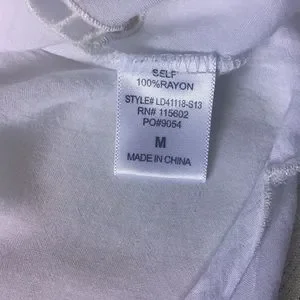 SELF
100%RAYON
STYLE# LD41118-S13
RN# 115602
PO#9054
M
MADE IN CHINA